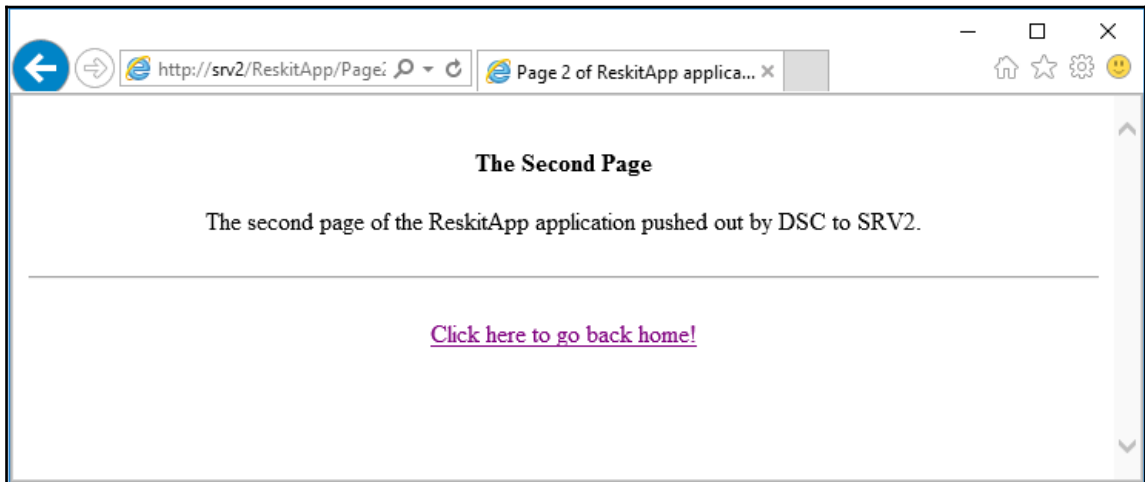 http://srv2/ReskitApp/Page2
Page 2 of ReskitApp applica...
The Second Page
The second page of the ReskitApp application pushed out by DSC to SRV2.
Click here to go back home!